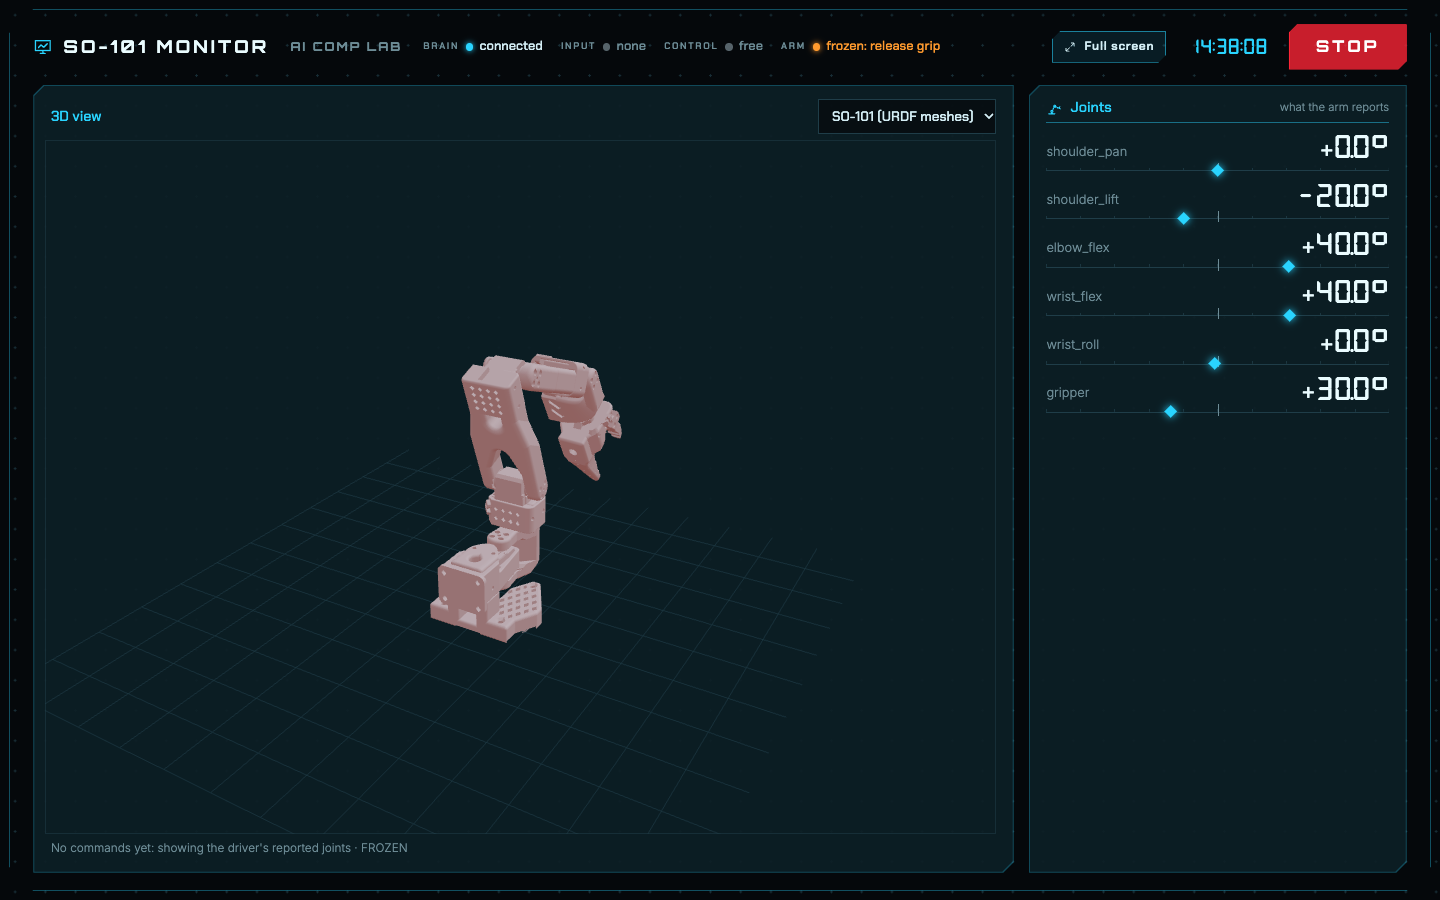 SO-101 MONITOR AI COMP LAB BRAIN connected INPUT none CONTROL free ARM frozen: release grip Full screen 14:38:08 STOP
3D view SO-101 (URDF meshes)
No commands yet: showing the driver's reported joints · FROZEN
Joints what the arm reports
shoulder_pan +0.0°
shoulder_lift -20.0°
elbow_flex +40.0°
wrist_flex +40.0°
wrist_roll +0.0°
gripper +30.0°